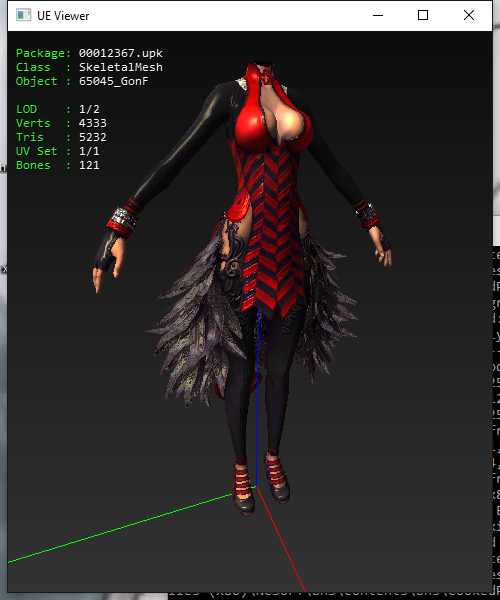 UE Viewer
Package: 00012367.upk
Class : SkeletalMesh
Object : 65045_GonF
LOD : 1/2
Verts : 4333
Tris : 5232
UV Set : 1/1
Bones : 121